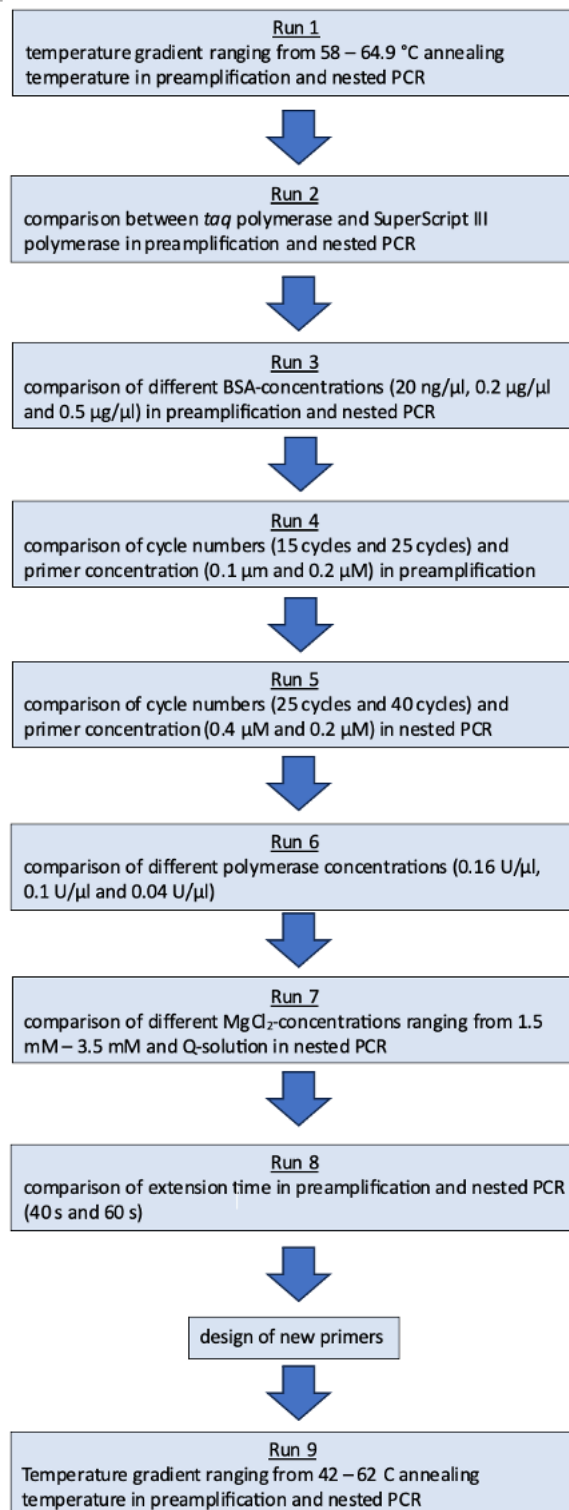 Run 1
temperature gradient ranging from 58 – 64.9 °C annealing
temperature in preamplification and nested PCR
Run 2
comparison between taq polymerase and SuperScript III
polymerase in preamplification and nested PCR
Run 3
comparison of different BSA-concentrations (20 ng/µl, 0.2 µg/µl
and 0.5 µg/µl) in preamplification and nested PCR
Run 4
comparison of cycle numbers (15 cycles and 25 cycles) and
primer concentration (0.1 µm and 0.2 µM) in preamplification
Run 5
comparison of cycle numbers (25 cycles and 40 cycles) and
primer concentration (0.4 µM and 0.2 µM) in nested PCR
Run 6
comparison of different polymerase concentrations (0.16 U/µl,
0.1 U/µl and 0.04 U/µl)
Run 7
comparison of different MgCl₂-concentrations ranging from 1.5
mM – 3.5 mM and Q-solution in nested PCR
Run 8
comparison of extension time in preamplification and nested PCR
(40 s and 60 s)
design of new primers
Run 9
Temperature gradient ranging from 42 – 62 C annealing
temperature in preamplification and nested PCR